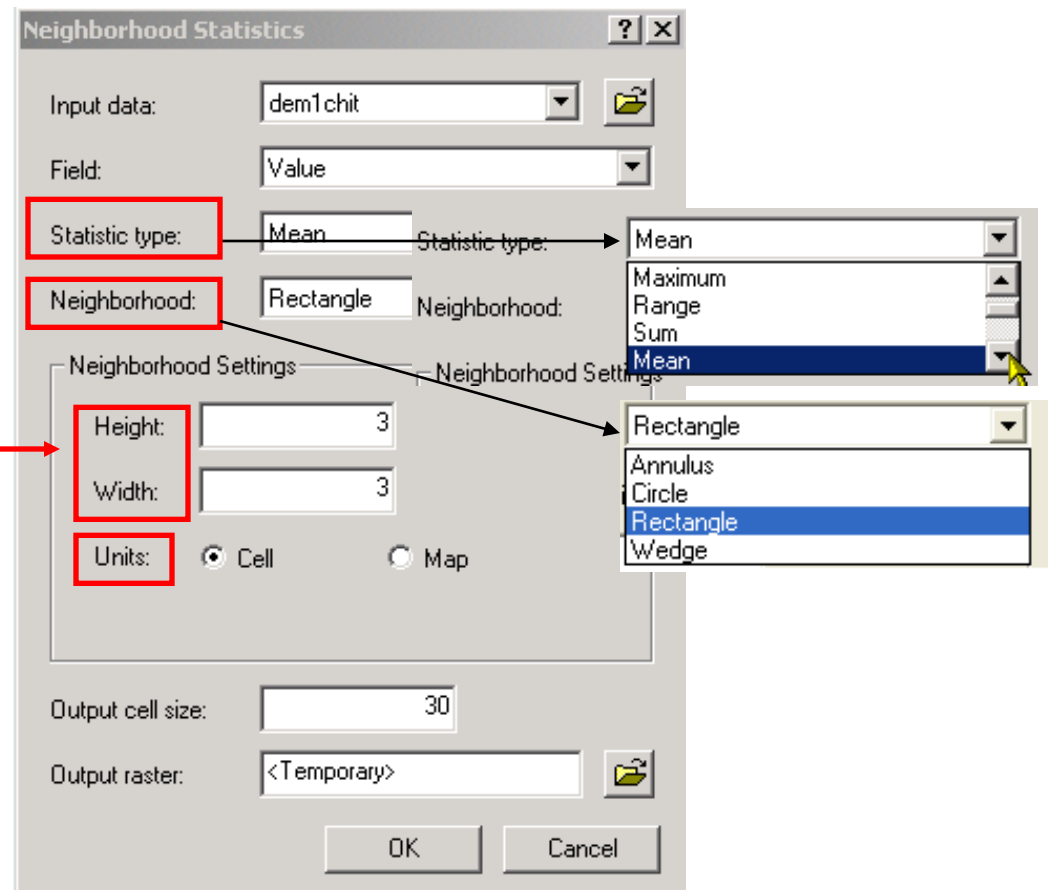 Neighborhood Statistics
Input data: dem1chit
Field: Value
Statistic type: Mean Statistic type: Mean
Maximum
Range
Sum
Mean
Neighborhood: Rectangle Neighborhood:
Neighborhood Settings Neighborhood Settings
Rectangle
Annulus
Circle
Rectangle
Wedge
Height: 3
Width: 3
Units: Cell Map
Output cell size: 30
Output raster: <Temporary>
OK Cancel